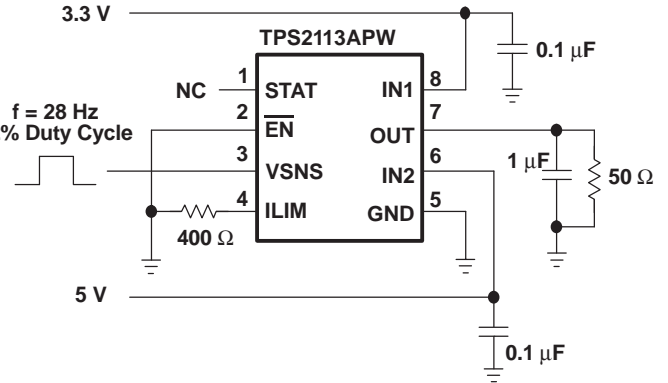 3.3 V
TPS2113APW
0.1 μF
NC
1
STAT
IN1
8
f = 28 Hz
% Duty Cycle
2
EN
OUT
7
3
VSNS
IN2
6
1 μF
50 Ω
4
ILIM
GND
5
400 Ω
5 V
0.1 μF